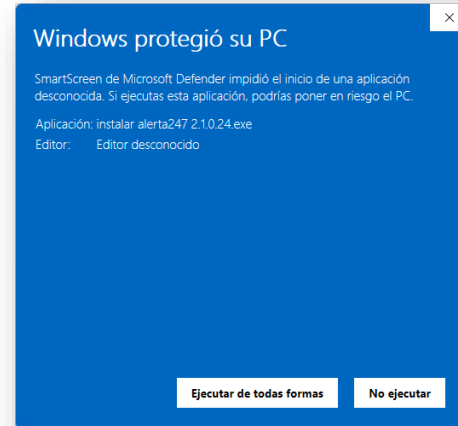 Windows protegió su PC
SmartScreen de Microsoft Defender impidió el inicio de una aplicación
desconocida. Si ejecutas esta aplicación, podrías poner en riesgo el PC.
Aplicación: instalar alerta247 2.1.0.24.exe
Editor: Editor desconocido
Ejecutar de todas formas No ejecutar